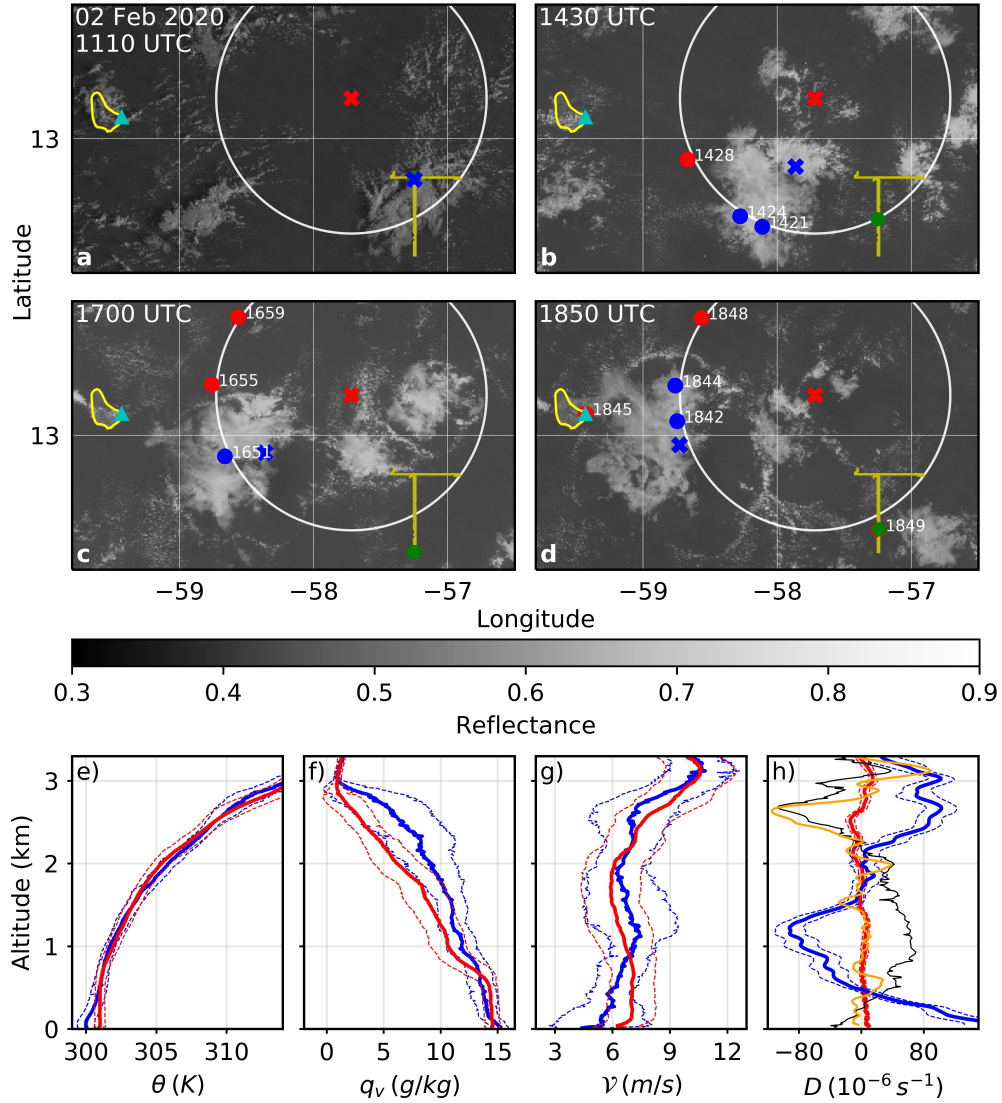 02 Feb 2020
1110 UTC
a
13
Latitude
1430 UTC
1428
1424
1421
b
1700 UTC
1659
1655
1651
c
13
−59
−58
−57
1850 UTC
1848
1844
1845
1842
1849
d
−59
−58
−57
Longitude
0.3
0.4
0.5
0.6
0.7
0.8
0.9
Reflectance
e)
f)
g)
h)
3
2
1
0
Altitude (km)
300
305
310
0
5
10
15
3
6
9
12
−80
0
80
θ (K)
qᵥ (g/kg)
𝒱 (m/s)
D (10⁻⁶ s⁻¹)